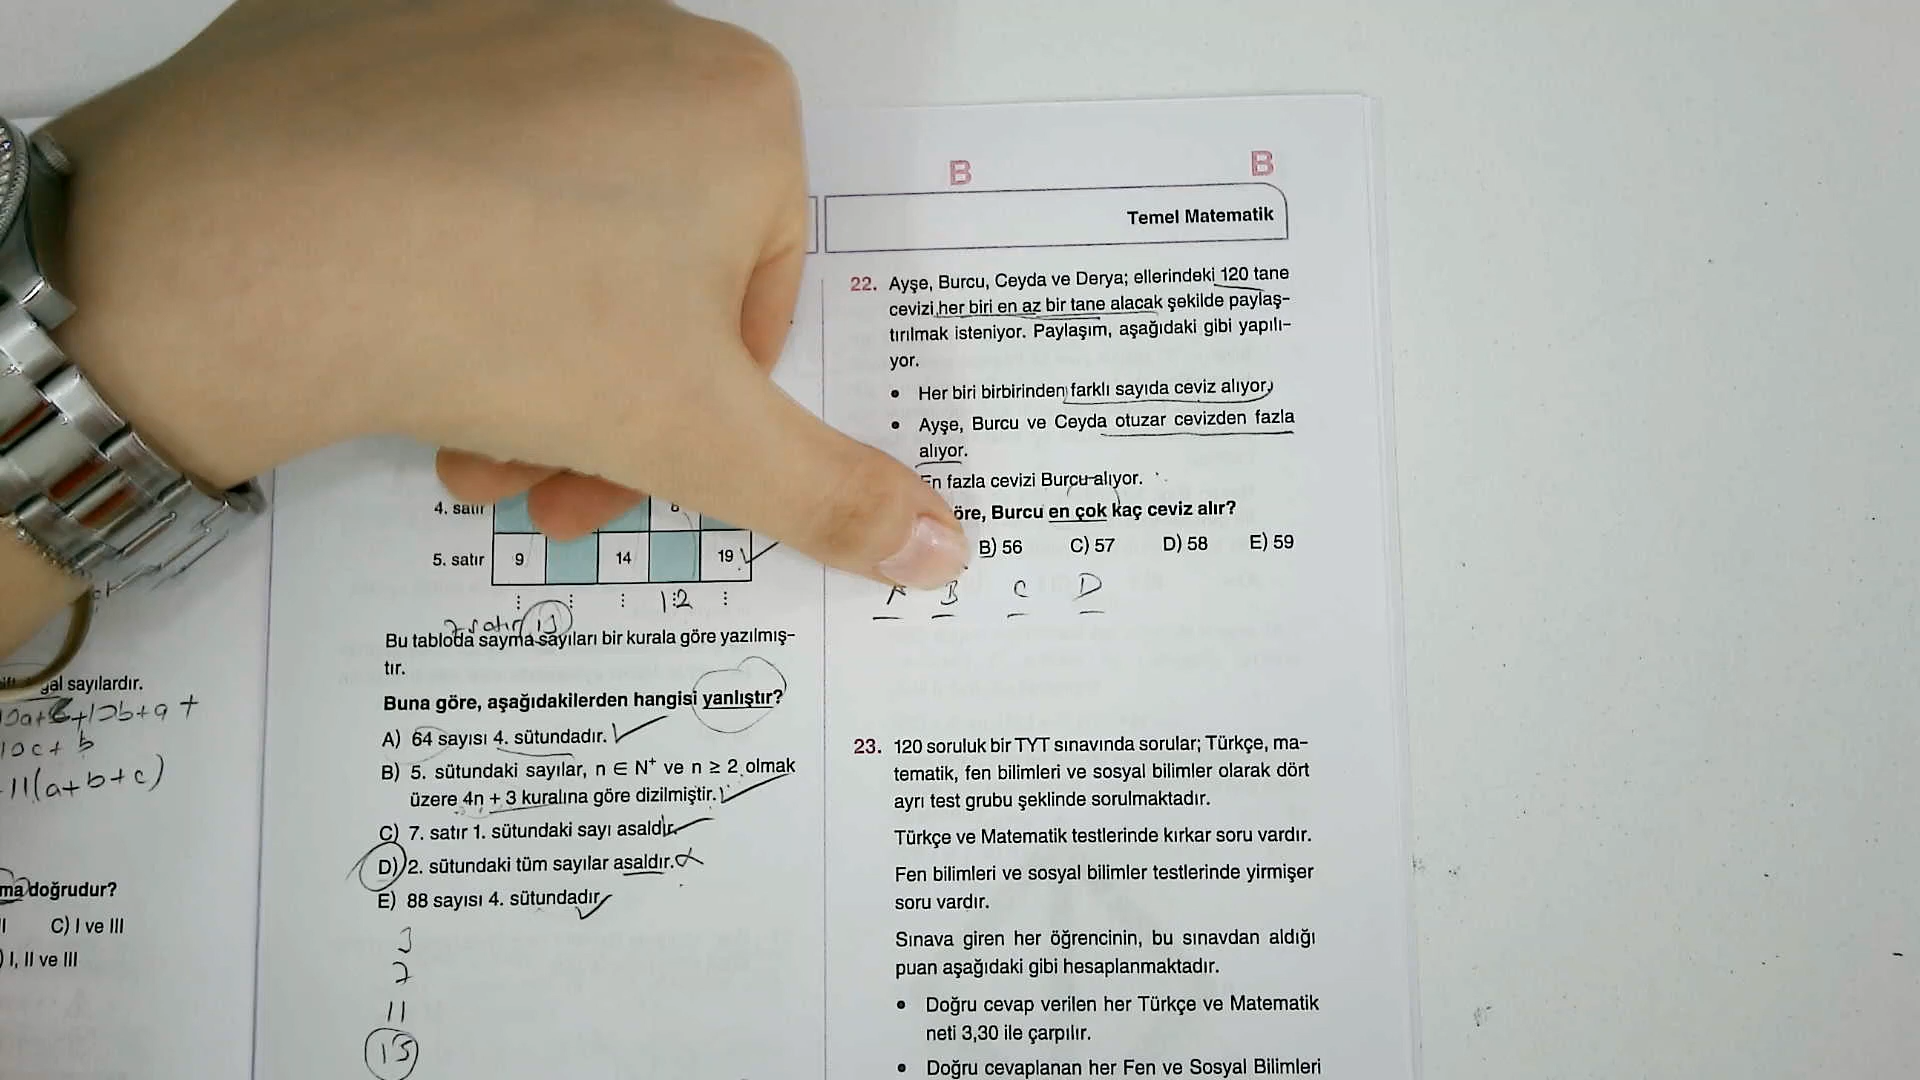 B
B
Temel Matematik
4. satır
5. satır 9 14 19
1:2
7 satır
Bu tabloda sayma sayıları bir kurala göre yazılmış-
tır.
Buna göre, aşağıdakilerden hangisi yanlıştır?
A) 64 sayısı 4. sütundadır.
B) 5. sütundaki sayılar, n ∈ N⁺ ve n ≥ 2 olmak
üzere 4n + 3 kuralına göre dizilmiştir.
C) 7. satır 1. sütundaki sayı asaldır.
D) 2. sütundaki tüm sayılar asaldır.
E) 88 sayısı 4. sütundadır.
3
7
11
15
sayılardır.
10c + b
11(a+b+c)
doğrudur?
C) I ve III
I, II ve III
22. Ayşe, Burcu, Ceyda ve Derya; ellerindeki 120 tane
cevizi her biri en az bir tane alacak şekilde paylaş-
tırılmak isteniyor. Paylaşım, aşağıdaki gibi yapılı-
yor.
• Her biri birbirinden farklı sayıda ceviz alıyor.
• Ayşe, Burcu ve Ceyda otuzar cevizden fazla
alıyor.
En fazla cevizi Burcu alıyor.
öre, Burcu en çok kaç ceviz alır?
B) 56 C) 57 D) 58 E) 59
A B C D
23. 120 soruluk bir TYT sınavında sorular; Türkçe, ma-
tematik, fen bilimleri ve sosyal bilimler olarak dört
ayrı test grubu şeklinde sorulmaktadır.
Türkçe ve Matematik testlerinde kırkar soru vardır.
Fen bilimleri ve sosyal bilimler testlerinde yirmişer
soru vardır.
Sınava giren her öğrencinin, bu sınavdan aldığı
puan aşağıdaki gibi hesaplanmaktadır.
• Doğru cevap verilen her Türkçe ve Matematik
neti 3,30 ile çarpılır.
• Doğru cevaplanan her Fen ve Sosyal Bilimleri